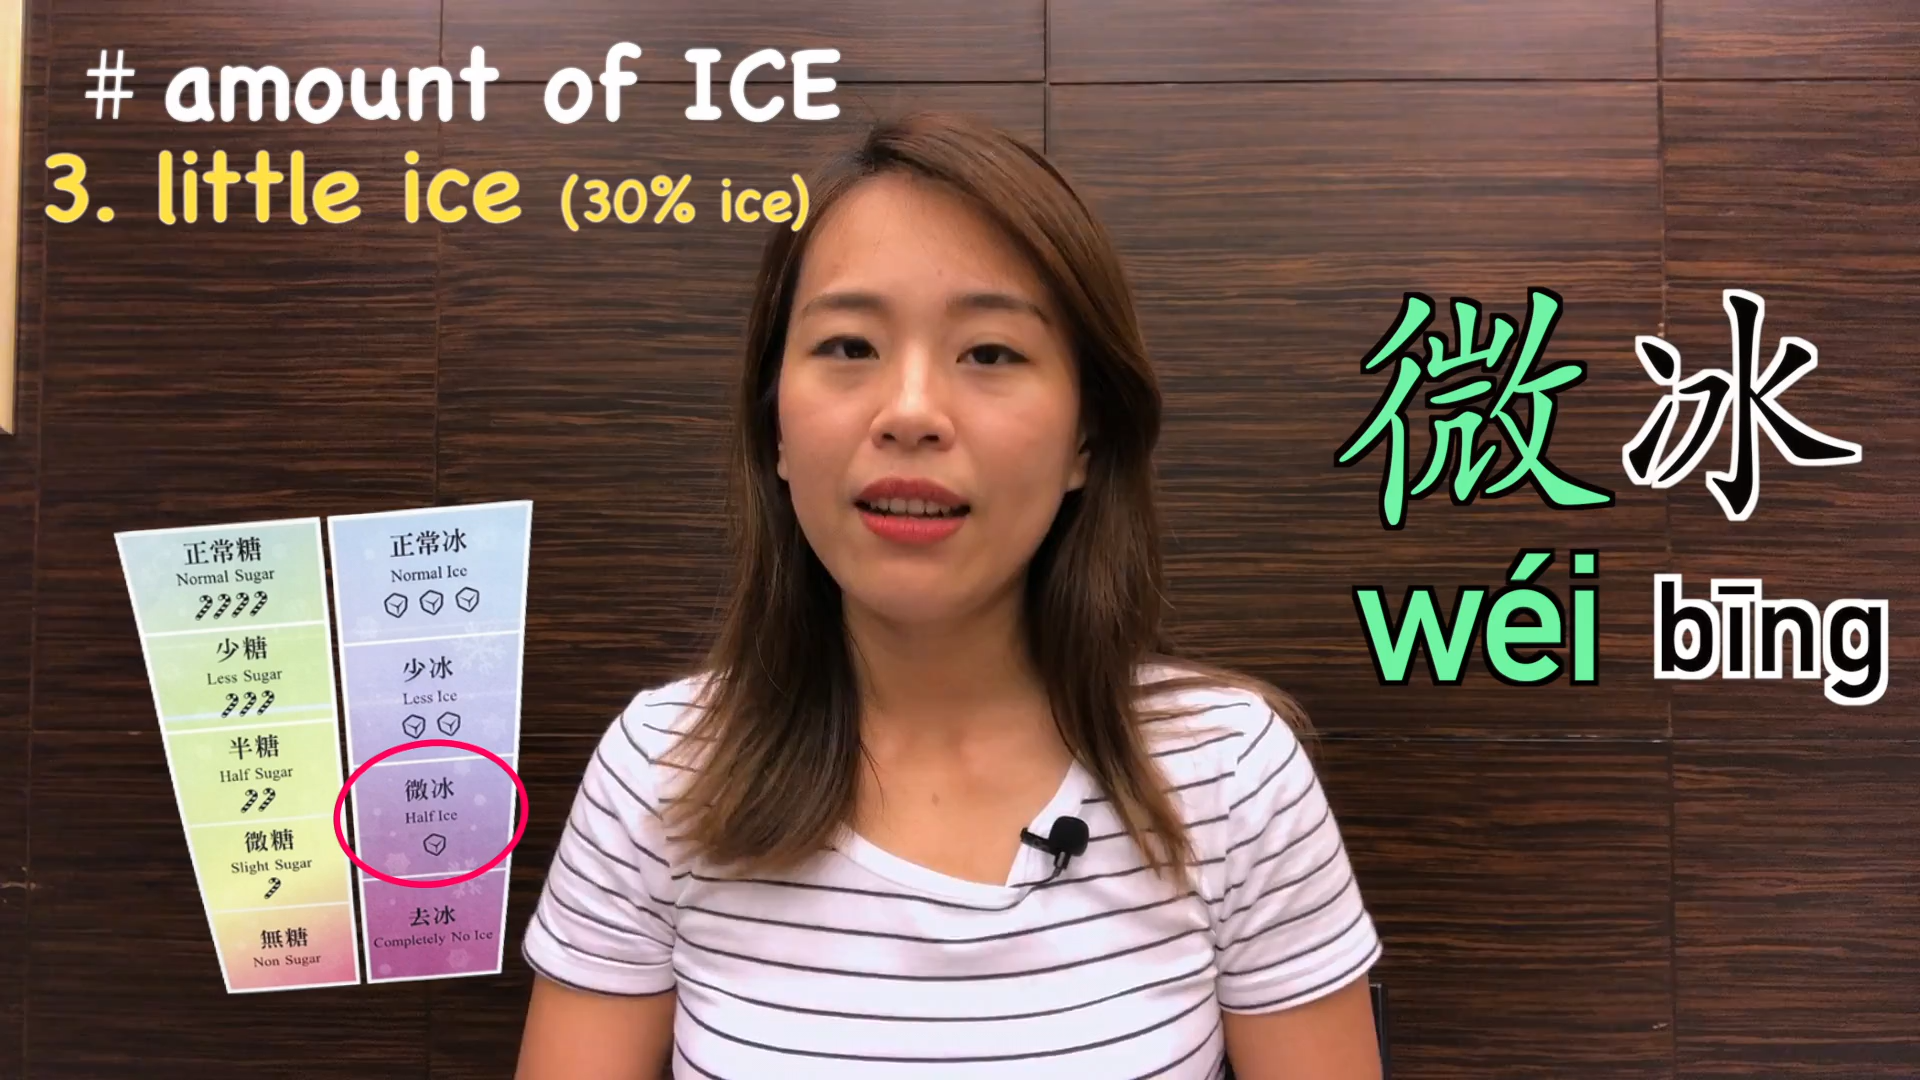 # amount of ICE
3. little ice (30% ice)
微冰
wéi bīng
正常糖
Normal Sugar
少糖
Less Sugar
半糖
Half Sugar
微糖
Slight Sugar
無糖
Non Sugar
正常冰
Normal Ice
少冰
Less Ice
微冰
Half Ice
去冰
Completely No Ice